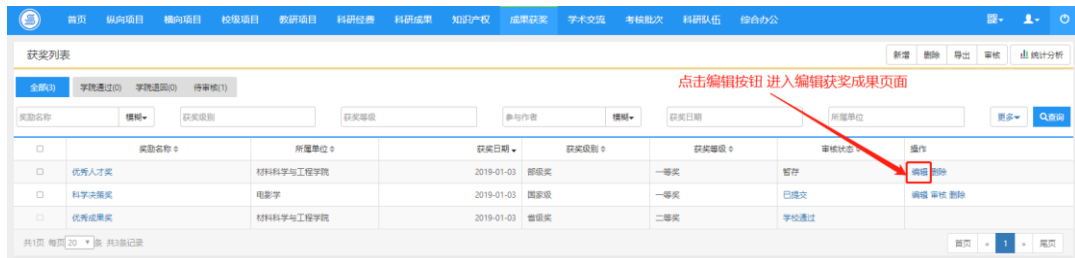 首页 纵向项目 横向项目 校级项目 教研项目 科研经费 科研成果 知识产权 成果获奖 学术交流 考核批次 科研队伍 综合办公
获奖列表 新增 删除 导出 审核 统计分析
全部(3) 学院通过(0) 学院退回(0) 待审核(1)
点击编辑按钮 进入编辑获奖成果页面
奖励名称 模糊 获奖级别 获奖等级 参与作者 模糊 获奖日期 所属单位 更多 查询
奖励名称 所属单位 获奖日期 获奖级别 获奖等级 审核状态 操作
优秀人才奖 材料科学与工程学院 2019-01-03 部级奖 一等奖 暂存 编辑 删除
科学决策奖 电影学 2019-01-03 国家级 一等奖 已提交 编辑 审核 删除
优秀成果奖 材料科学与工程学院 2019-01-03 省级奖 二等奖 学校通过
共1页 每页 20 条 共3条记录 首页 « 1 » 尾页